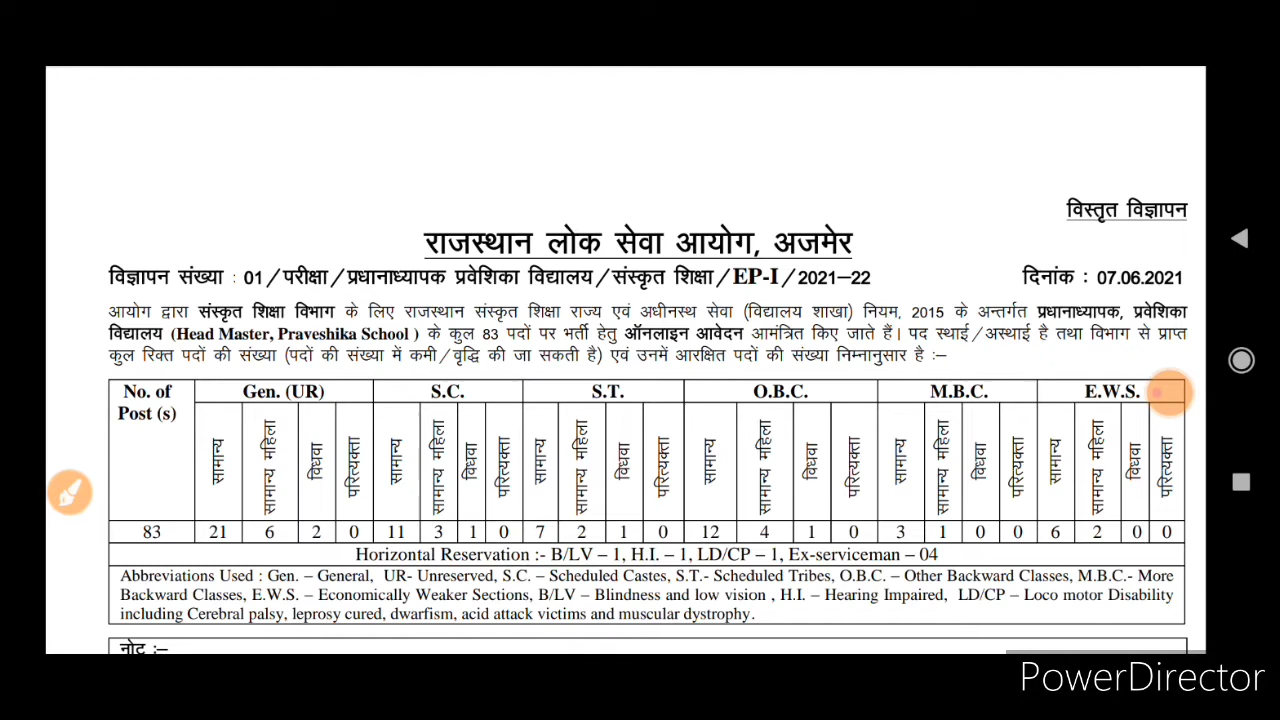 विस्तृत विज्ञापन
राजस्थान लोक सेवा आयोग, अजमेर
विज्ञापन संख्या : 01/परीक्षा/प्रधानाध्यापक प्रवेशिका विद्यालय/संस्कृत शिक्षा/EP-I/2021–22 दिनांक : 07.06.2021
आयोग द्वारा संस्कृत शिक्षा विभाग के लिए राजस्थान संस्कृत शिक्षा राज्य एवं अधीनस्थ सेवा (विद्यालय शाखा) नियम, 2015 के अन्तर्गत प्रधानाध्यापक, प्रवेशिका
विद्यालय (Head Master, Praveshika School ) के कुल 83 पदों पर भर्ती हेतु ऑनलाइन आवेदन आमंत्रित किए जाते हैं। पद स्थाई/अस्थाई है तथा विभाग से प्राप्त
कुल रिक्त पदों की संख्या (पदों की संख्या में कमी/वृद्धि की जा सकती है) एवं उनमें आरक्षित पदों की संख्या निम्नानुसार है :–
No. of Post (s) Gen. (UR) S.C. S.T. O.B.C. M.B.C. E.W.S.
सामान्य सामान्य महिला विधवा परित्यक्ता सामान्य सामान्य महिला विधवा परित्यक्ता सामान्य सामान्य महिला विधवा परित्यक्ता सामान्य सामान्य महिला विधवा परित्यक्ता सामान्य सामान्य महिला विधवा परित्यक्ता सामान्य सामान्य महिला विधवा परित्यक्ता
83 21 6 2 0 11 3 1 0 7 2 1 0 12 4 1 0 3 1 0 0 6 2 0 0
Horizontal Reservation :- B/LV – 1, H.I. – 1, LD/CP – 1, Ex-serviceman – 04
Abbreviations Used : Gen. – General, UR- Unreserved, S.C. – Scheduled Castes, S.T.- Scheduled Tribes, O.B.C. – Other Backward Classes, M.B.C.- More
Backward Classes, E.W.S. – Economically Weaker Sections, B/LV – Blindness and low vision , H.I. – Hearing Impaired, LD/CP – Loco motor Disability
including Cerebral palsy, leprosy cured, dwarfism, acid attack victims and muscular dystrophy.
नोट :–
PowerDirector